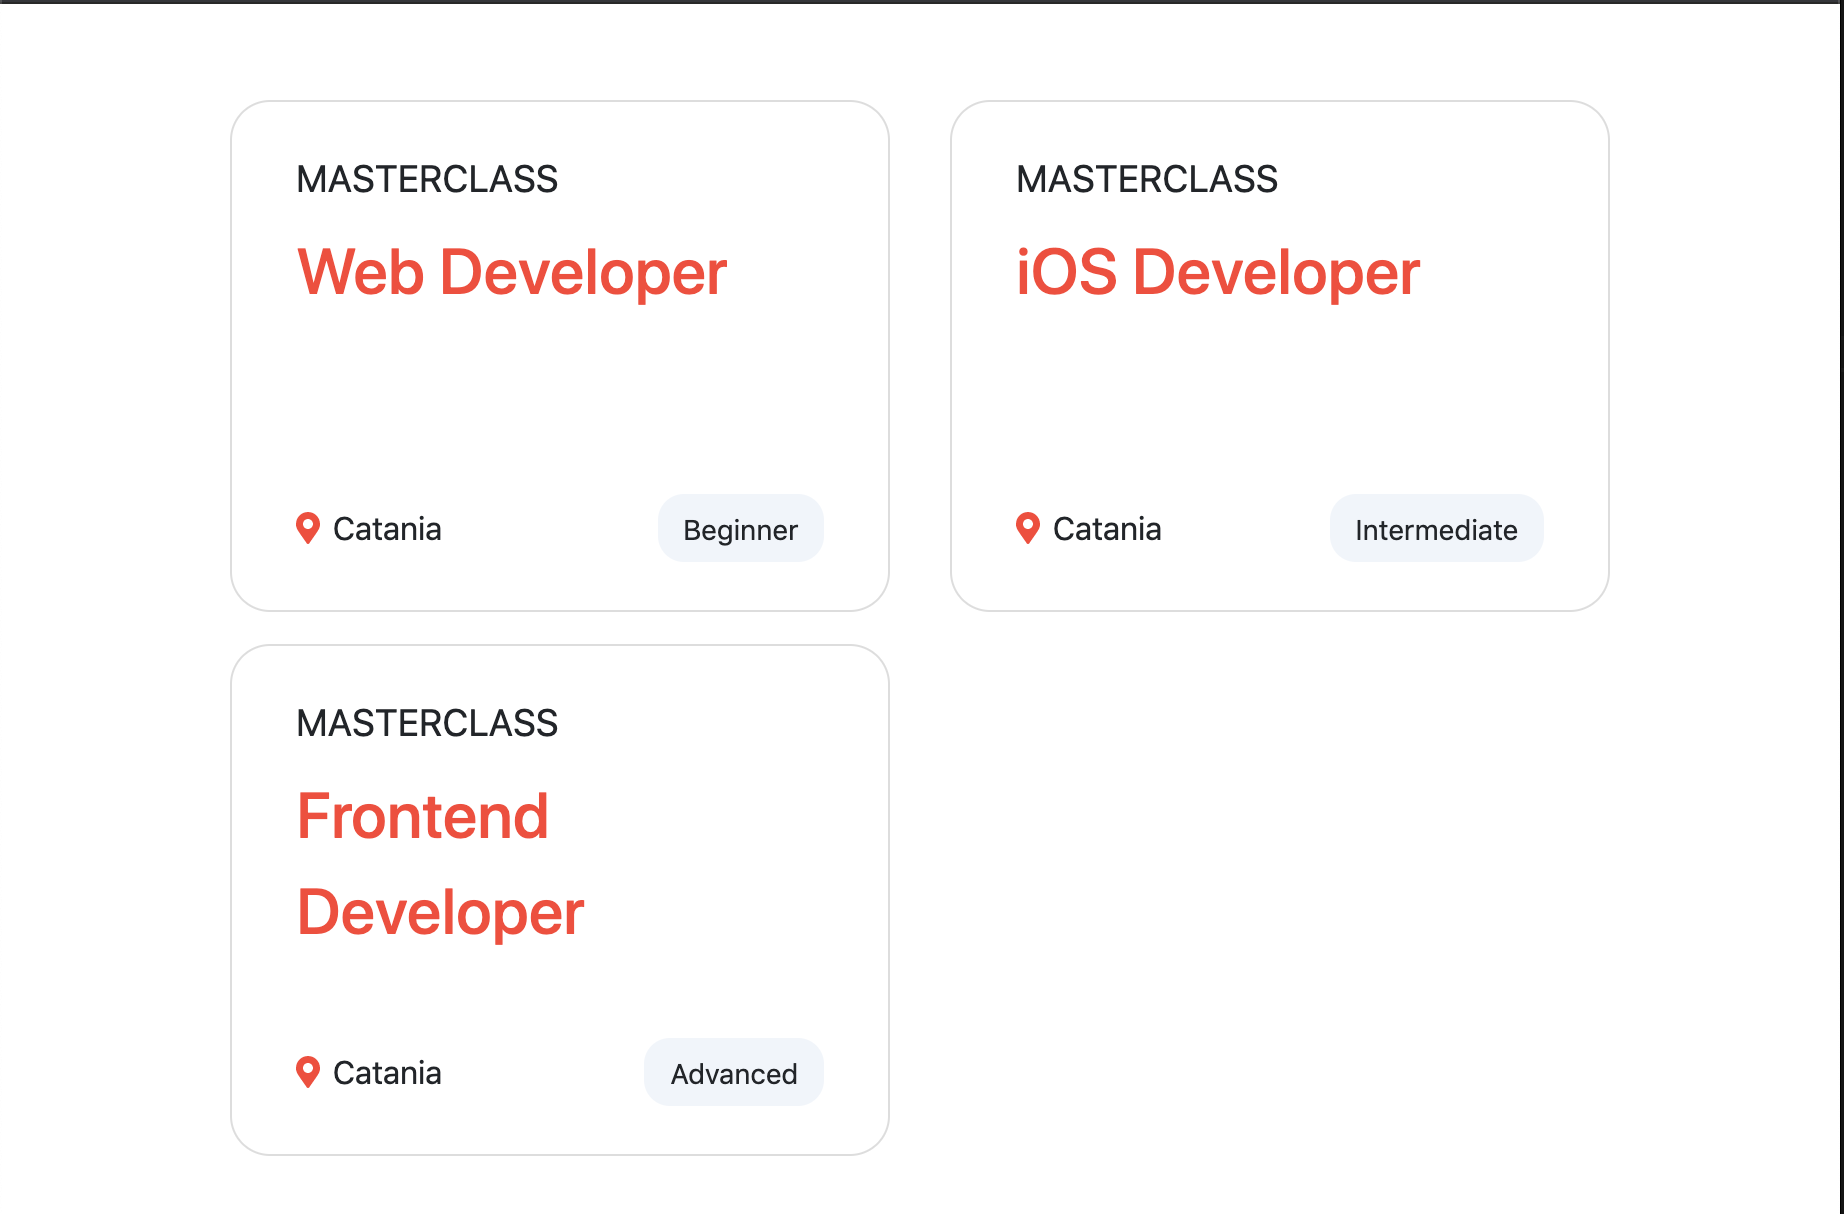 MASTERCLASS
Web Developer
Catania
Beginner
MASTERCLASS
iOS Developer
Catania
Intermediate
MASTERCLASS
Frontend
Developer
Catania
Advanced